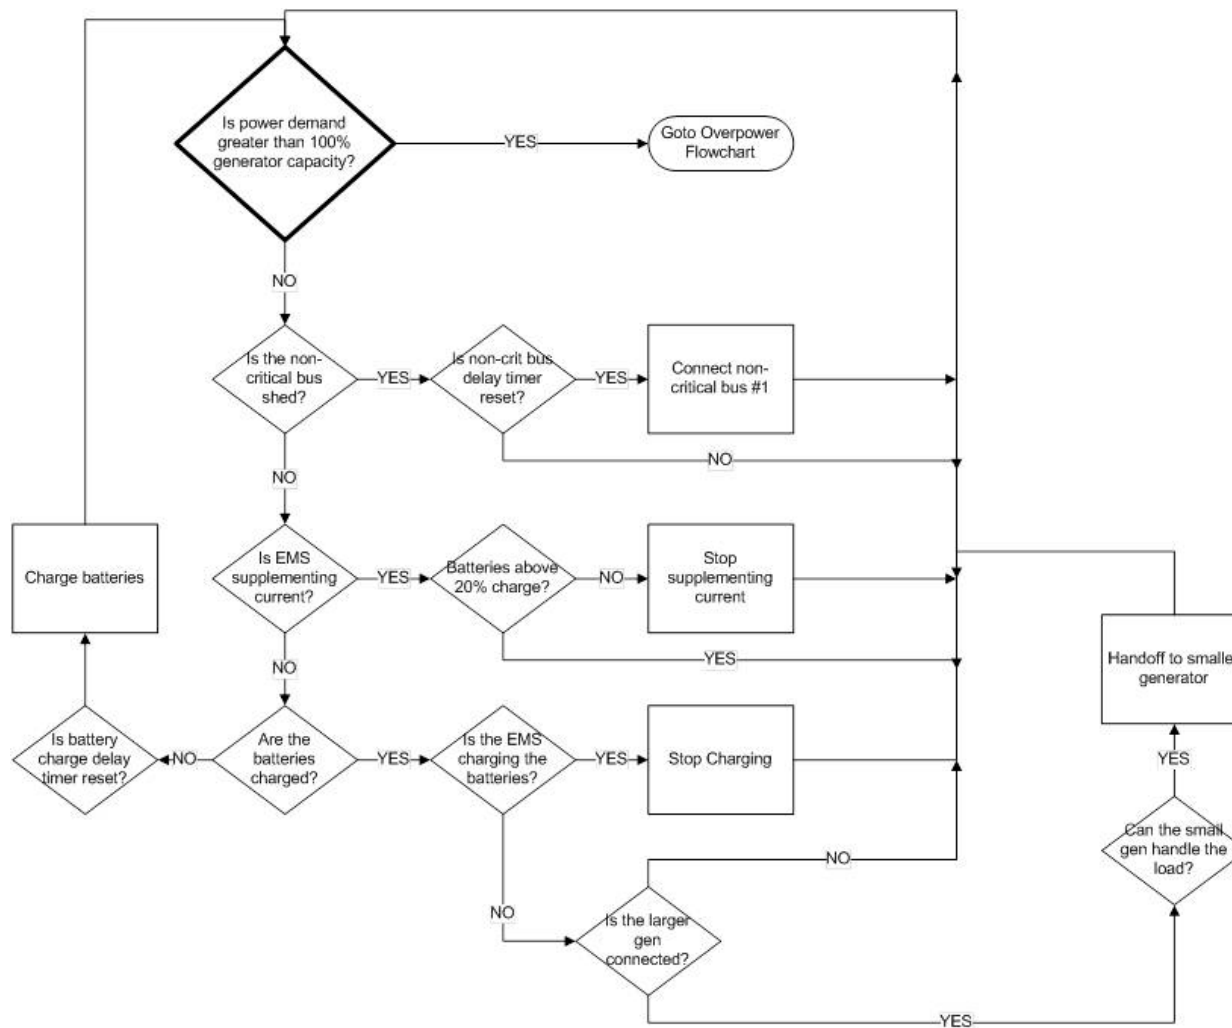 Is power demand
greater than 100%
generator capacity?
YES
Goto Overpower
Flowchart
NO
Is the non-
critical bus
shed?
YES
Is non-crit bus
delay timer
reset?
YES
Connect non-
critical bus #1
NO
NO
Charge batteries
Is EMS
supplementing
current?
YES
Batteries above
20% charge?
NO
Stop
supplementing
current
YES
NO
Handoff to smalle
generator
Is battery
charge delay
timer reset?
NO
Are the
batteries
charged?
YES
Is the EMS
charging the
batteries?
YES
Stop Charging
YES
Can the small
gen handle the
load?
NO
NO
Is the larger
gen
connected?
YES